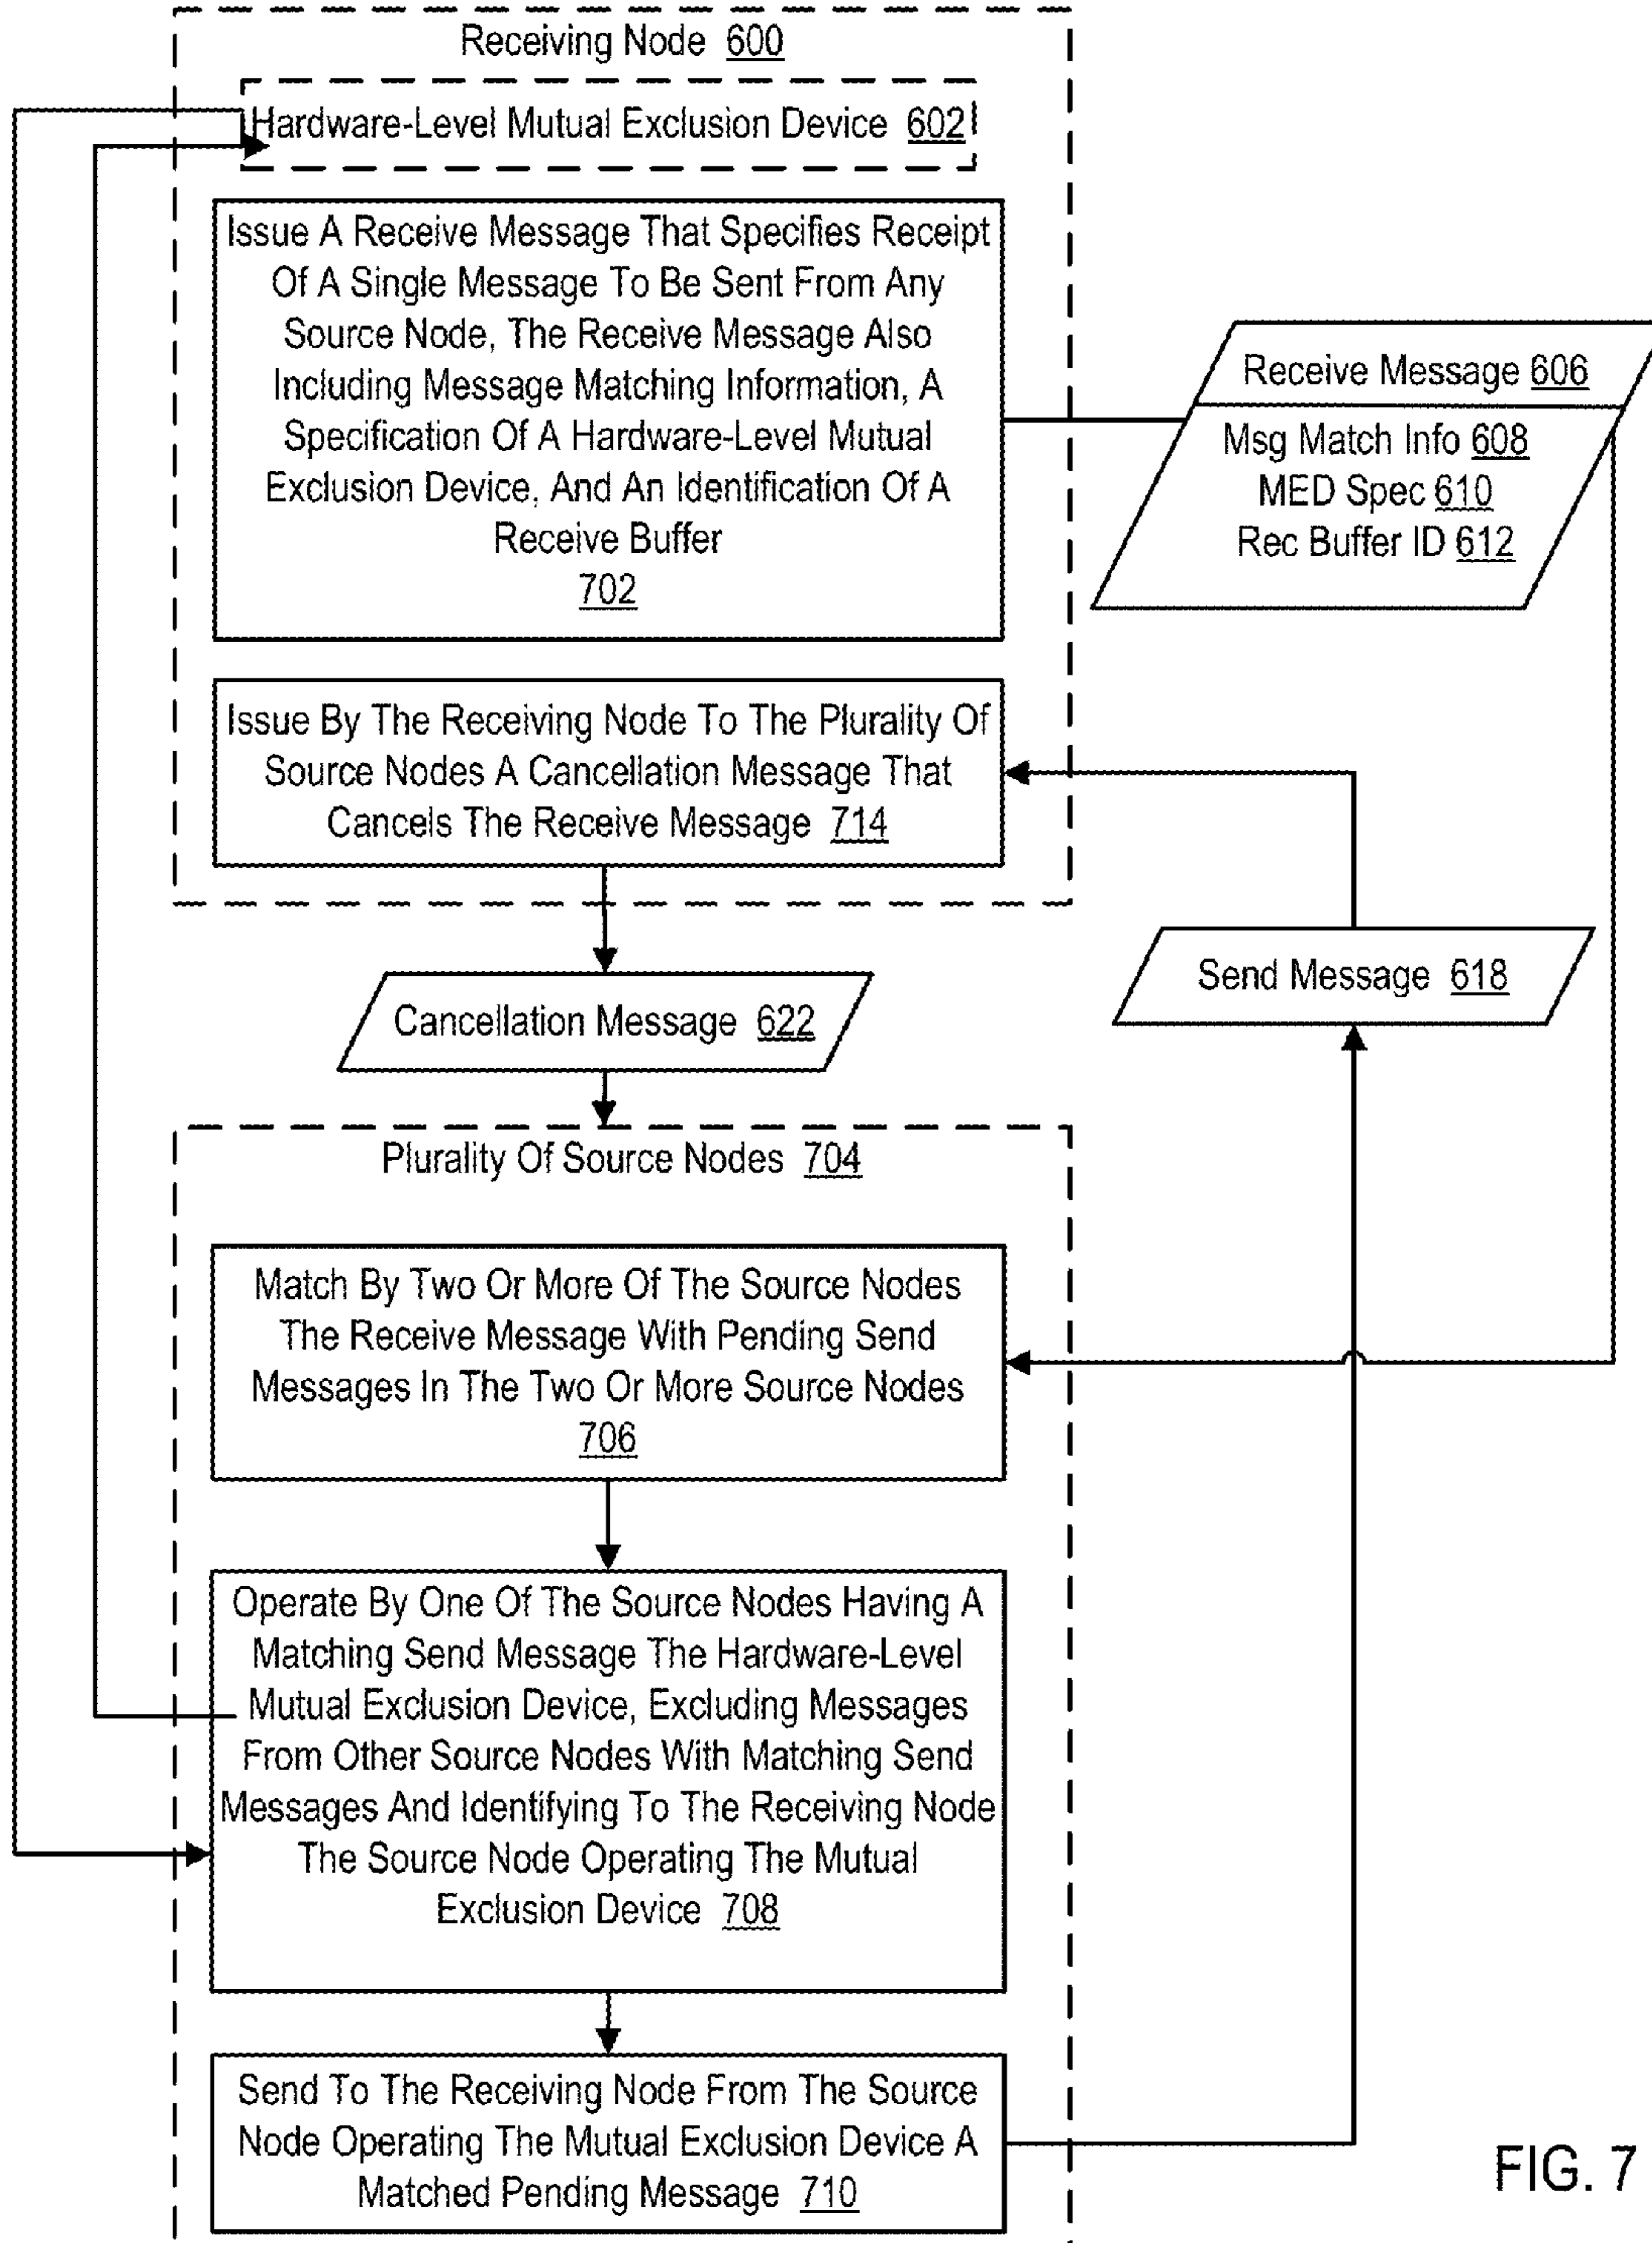 Receiving Node 600
Hardware-Level Mutual Exclusion Device 602
Issue A Receive Message That Specifies Receipt
Of A Single Message To Be Sent From Any
Source Node, The Receive Message Also
Including Message Matching Information, A
Specification Of A Hardware-Level Mutual
Exclusion Device, And An Identification Of A
Receive Buffer
702
Receive Message 606
Msg Match Info 608
MED Spec 610
Rec Buffer ID 612
Issue By The Receiving Node To The Plurality Of
Source Nodes A Cancellation Message That
Cancels The Receive Message 714
Send Message 618
Cancellation Message 622
Plurality Of Source Nodes 704
Match By Two Or More Of The Source Nodes
The Receive Message With Pending Send
Messages In The Two Or More Source Nodes
706
Operate By One Of The Source Nodes Having A
Matching Send Message The Hardware-Level
Mutual Exclusion Device, Excluding Messages
From Other Source Nodes With Matching Send
Messages And Identifying To The Receiving Node
The Source Node Operating The Mutual
Exclusion Device 708
Send To The Receiving Node From The Source
Node Operating The Mutual Exclusion Device A
Matched Pending Message 710
FIG. 7